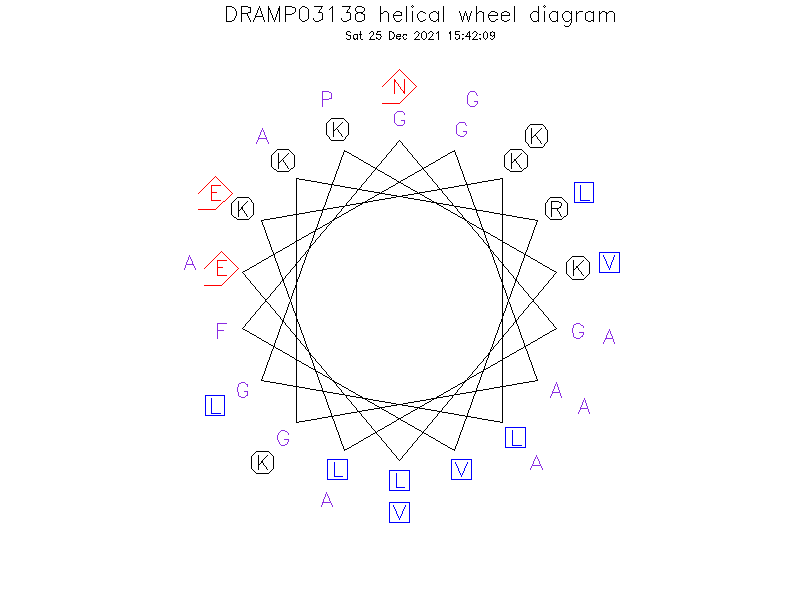 DRAMP03138 helical wheel diagram
Sat 25 Dec 2021 15:42:09
N
P G
G
K G
A K
K K
E L
K R
A E K V
F G A
G A
L A
G L
K A
L V
L
A
V